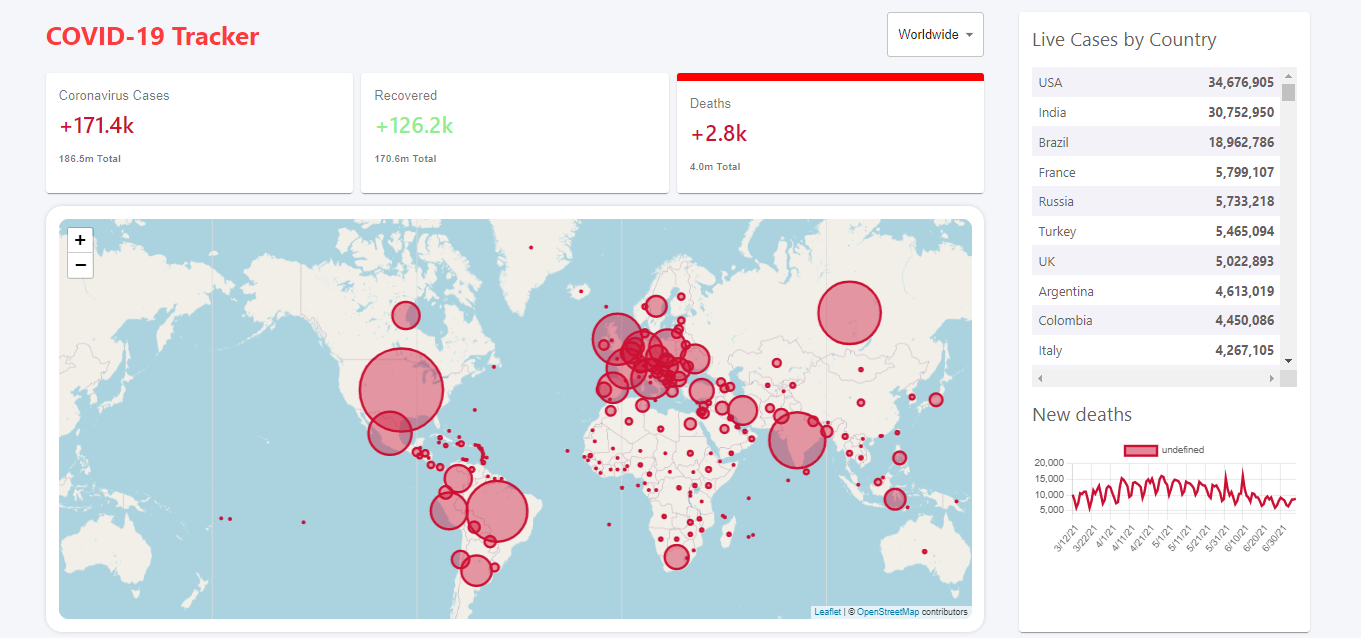 COVID-19 Tracker
Worldwide
Coronavirus Cases
+171.4k
186.5m Total
Recovered
+126.2k
170.6m Total
Deaths
+2.8k
4.0m Total
+
−
Leaflet | © OpenStreetMap contributors
Live Cases by Country
USA 34,676,905
India 30,752,950
Brazil 18,962,786
France 5,799,107
Russia 5,733,218
Turkey 5,465,094
UK 5,022,893
Argentina 4,613,019
Colombia 4,450,086
Italy 4,267,105
New deaths
undefined
20,000
15,000
10,000
5,000
3/12/21 3/22/21 4/1/21 4/11/21 4/21/21 5/1/21 5/11/21 5/21/21 5/31/21 6/10/21 6/20/21 6/30/21